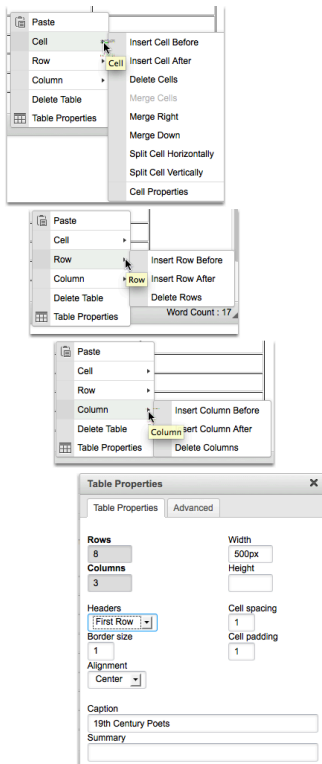 Paste
Cell
Insert Cell Before
Row
Cell
Insert Cell After
Column
Delete Cells
Delete Table
Merge Cells
Table Properties
Merge Right
Merge Down
Split Cell Horizontally
Split Cell Vertically
Cell Properties
Paste
Cell
Row
Insert Row Before
Column
Row
Insert Row After
Delete Table
Delete Rows
Table Properties
Word Count : 17
Paste
Cell
Row
Column
Insert Column Before
Delete Table
Column
sert Column After
Table Properties
Delete Columns
Table Properties X
Table Properties Advanced
Rows Width
8 500px
Columns Height
3
Headers Cell spacing
First Row 1
Border size Cell padding
1 1
Alignment
Center
Caption
19th Century Poets
Summary